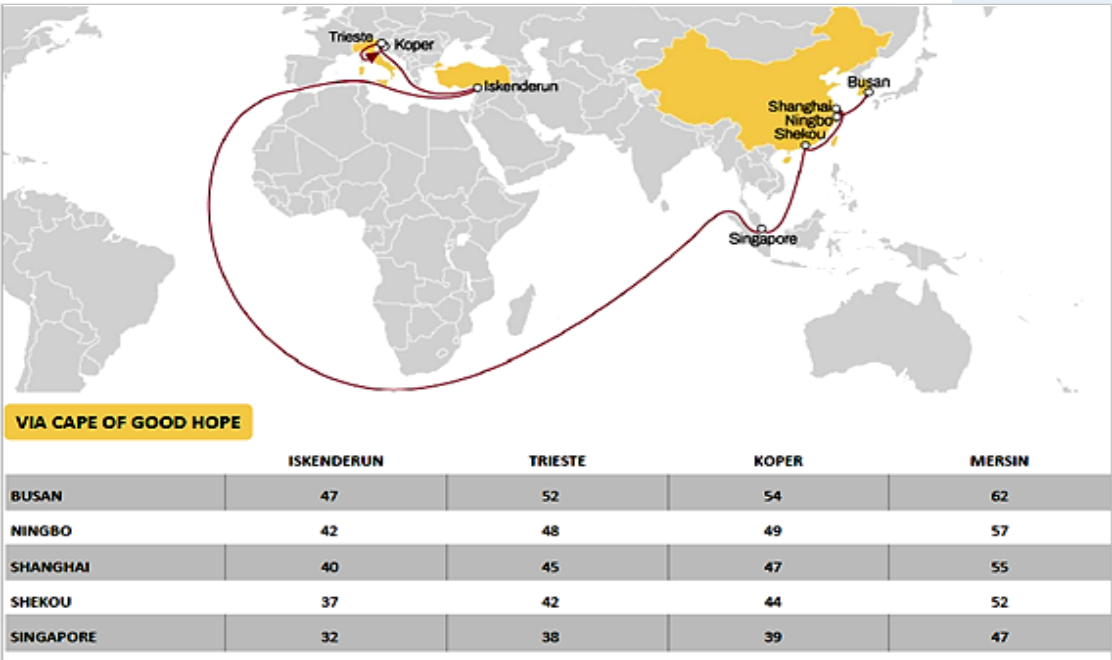 Trieste
Koper
Iskenderun
Busan
Shanghai
Ningbo
Shekou
Singapore
VIA CAPE OF GOOD HOPE
ISKENDERUN TRIESTE KOPER MERSIN
BUSAN 47 52 54 62
NINGBO 42 48 49 57
SHANGHAI 40 45 47 55
SHEKOU 37 42 44 52
SINGAPORE 32 38 39 47